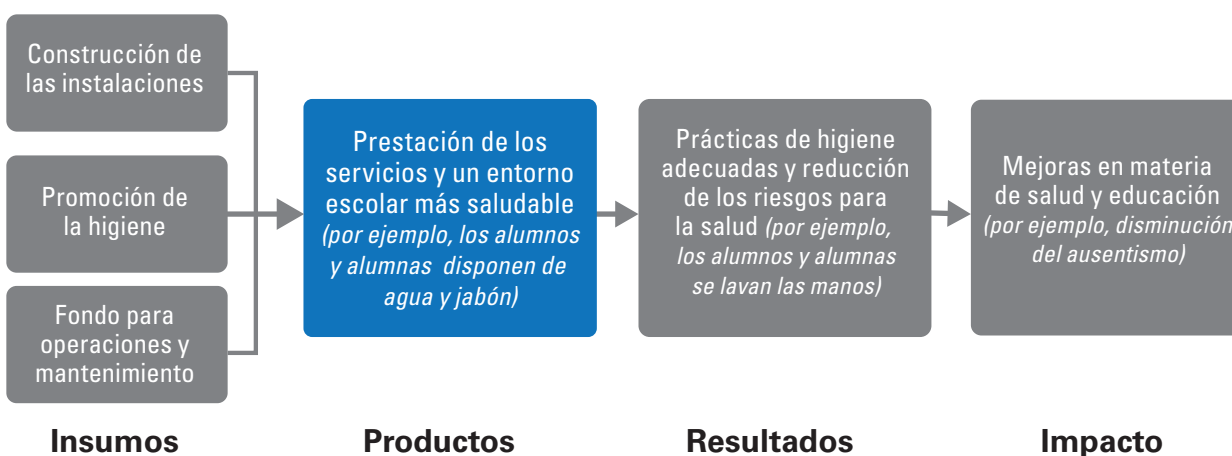 Construcción de
las instalaciones
Promoción de
la higiene
Fondo para
operaciones y
mantenimiento
Prestación de los
servicios y un entorno
escolar más saludable
(por ejemplo, los alumnos
y alumnas disponen de
agua y jabón)
Prácticas de higiene
adecuadas y reducción
de los riesgos para
la salud (por ejemplo,
los alumnos y alumnas
se lavan las manos)
Mejoras en materia
de salud y educación
(por ejemplo, disminución
del ausentismo)
Insumos
Productos
Resultados
Impacto